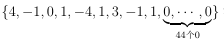 {4, -1, 0, 1, -4, 1, 3, -1, 1, 0, ⋯, 0}
44个0